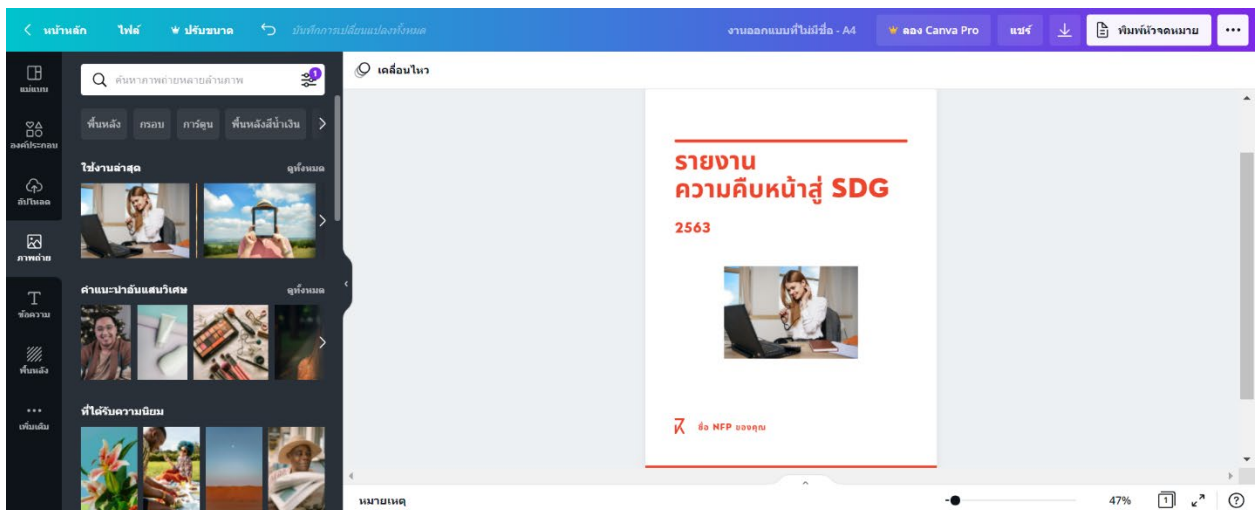 < หน้าหลัก ไฟล์ ปรับขนาด บันทึกการเปลี่ยนแปลงทั้งหมด งานออกแบบที่ไม่มีชื่อ - A4 ลอง Canva Pro แชร์ พิมพ์หัวจดหมาย ...
แม่แบบ
องค์ประกอบ
อัปโหลด
ภาพถ่าย
ข้อความ
พื้นหลัง
เพิ่มเติม
ค้นหาภาพถ่ายหลายล้านภาพ 1
พื้นหลัง กรอบ การ์ตูน พื้นหลังสีน้ำเงิน >
ใช้งานล่าสุด ดูทั้งหมด
คำแนะนำอันแสนวิเศษ ดูทั้งหมด
ที่ได้รับความนิยม
เคลื่อนไหว
รายงาน
ความคืบหน้าสู่ SDG
2563
ชื่อ NFP ของคุณ
หมายเหตุ 47% 1 ?